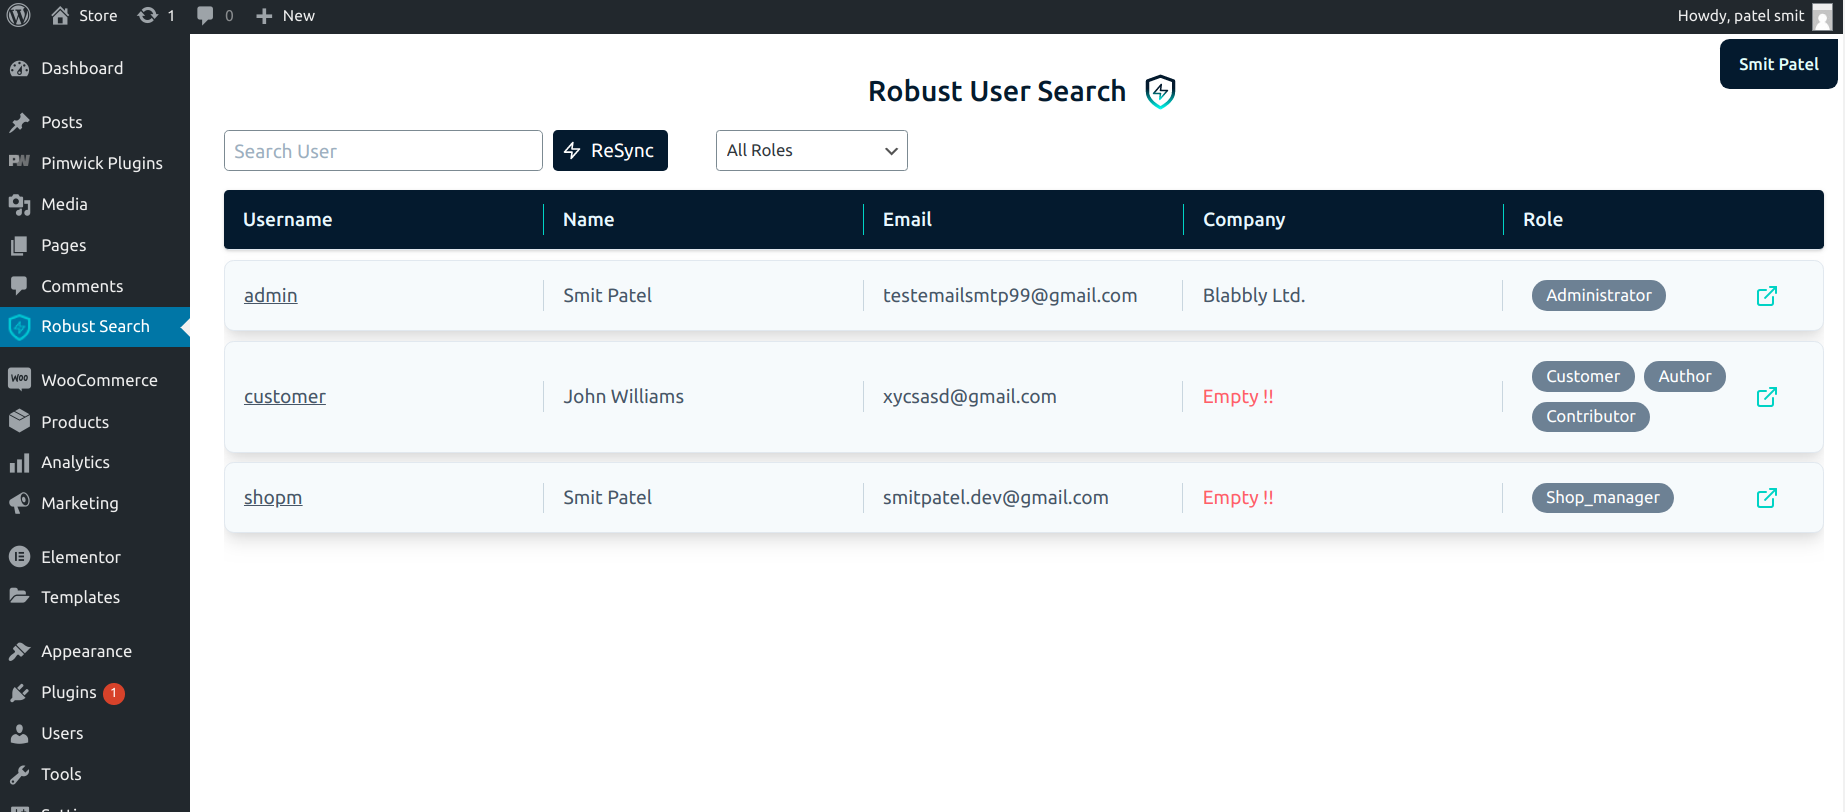 Store 1 0 New Howdy, patel smit
Dashboard
Posts
PW Pimwick Plugins
Media
Pages
Comments
Robust Search
Woo WooCommerce
Products
Analytics
Marketing
Elementor
Templates
Appearance
Plugins 1
Users
Tools
Smit Patel
Robust User Search
Search User ReSync All Roles
Username Name Email Company Role
admin Smit Patel testemailsmtp99@gmail.com Blabbly Ltd. Administrator
customer John Williams xycsasd@gmail.com Empty !! Customer Author
Contributor
shopm Smit Patel smitpatel.dev@gmail.com Empty !! Shop_manager